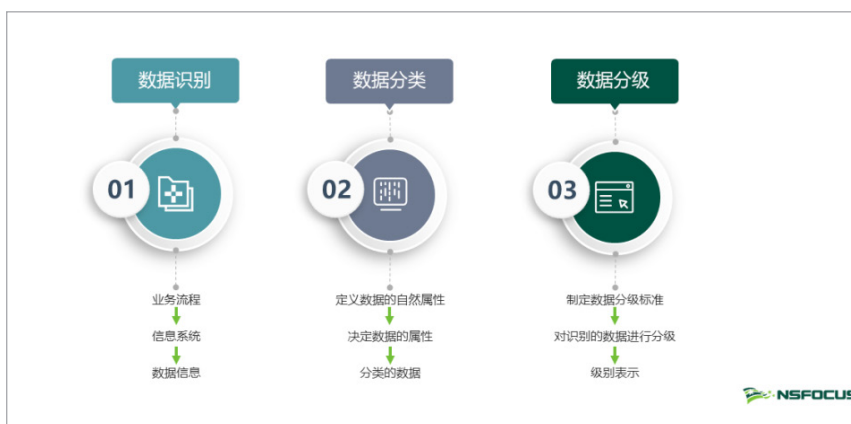 数据识别
数据分类
数据分级
01
02
03
业务流程
定义数据的自然属性
制定数据分级标准
信息系统
决定数据的属性
对识别的数据进行分级
数据信息
分类的数据
级别表示
NSFOCUS